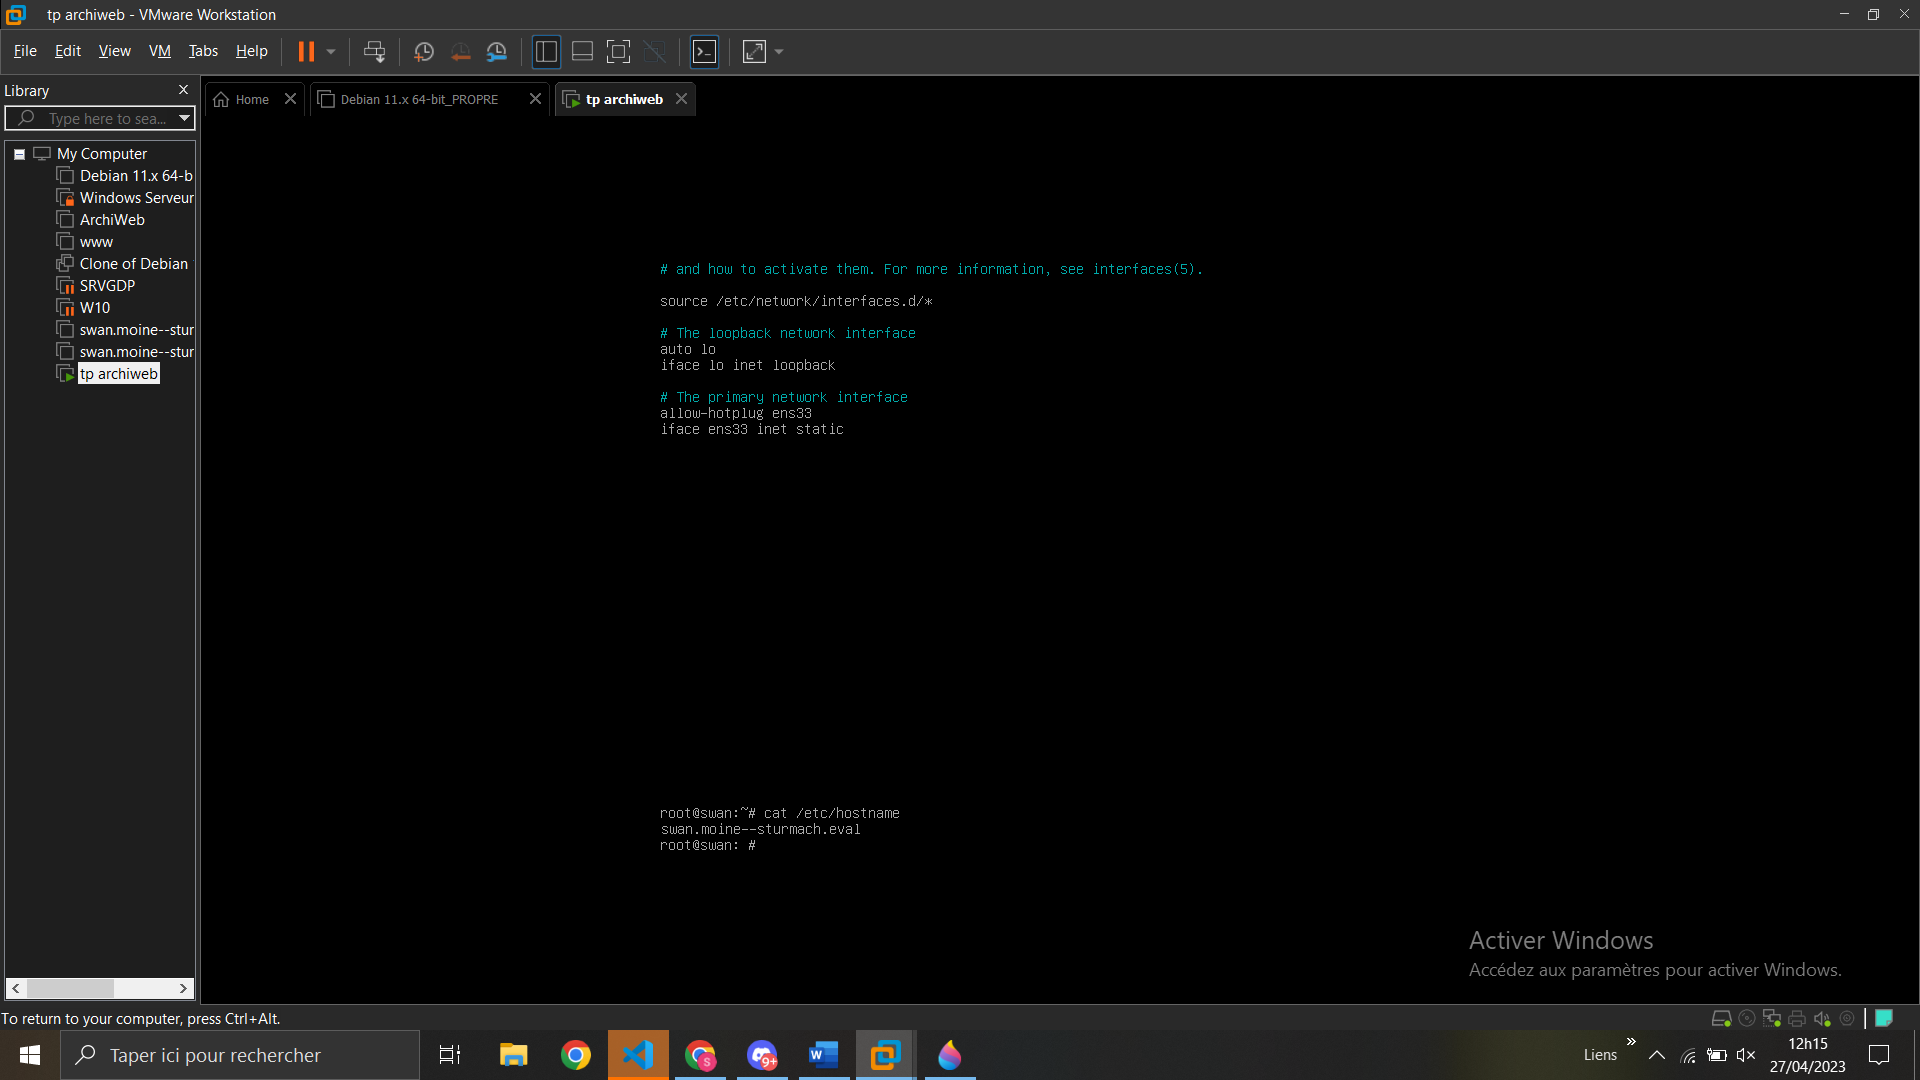 tp archiweb - VMware Workstation
File Edit View VM Tabs Help
Library
Type here to sea...
Home
Debian 11.x 64-bit_PROPRE
tp archiweb
My Computer
Debian 11.x 64-b
Windows Serveur
ArchiWeb
www
Clone of Debian
SRVGDP
W10
swan.moine--stur
swan.moine--stur
tp archiweb
# and how to activate them. For more information, see interfaces(5).
source /etc/network/interfaces.d/*
# The loopback network interface
auto lo
iface lo inet loopback
# The primary network interface
allow-hotplug ens33
iface ens33 inet static
root@swan:~# cat /etc/hostname
swan.moine--sturmach.eval
root@swan: #
Activer Windows
Accédez aux paramètres pour activer Windows.
To return to your computer, press Ctrl+Alt.
Taper ici pour rechercher
S
9+
W
Liens
12h15
27/04/2023